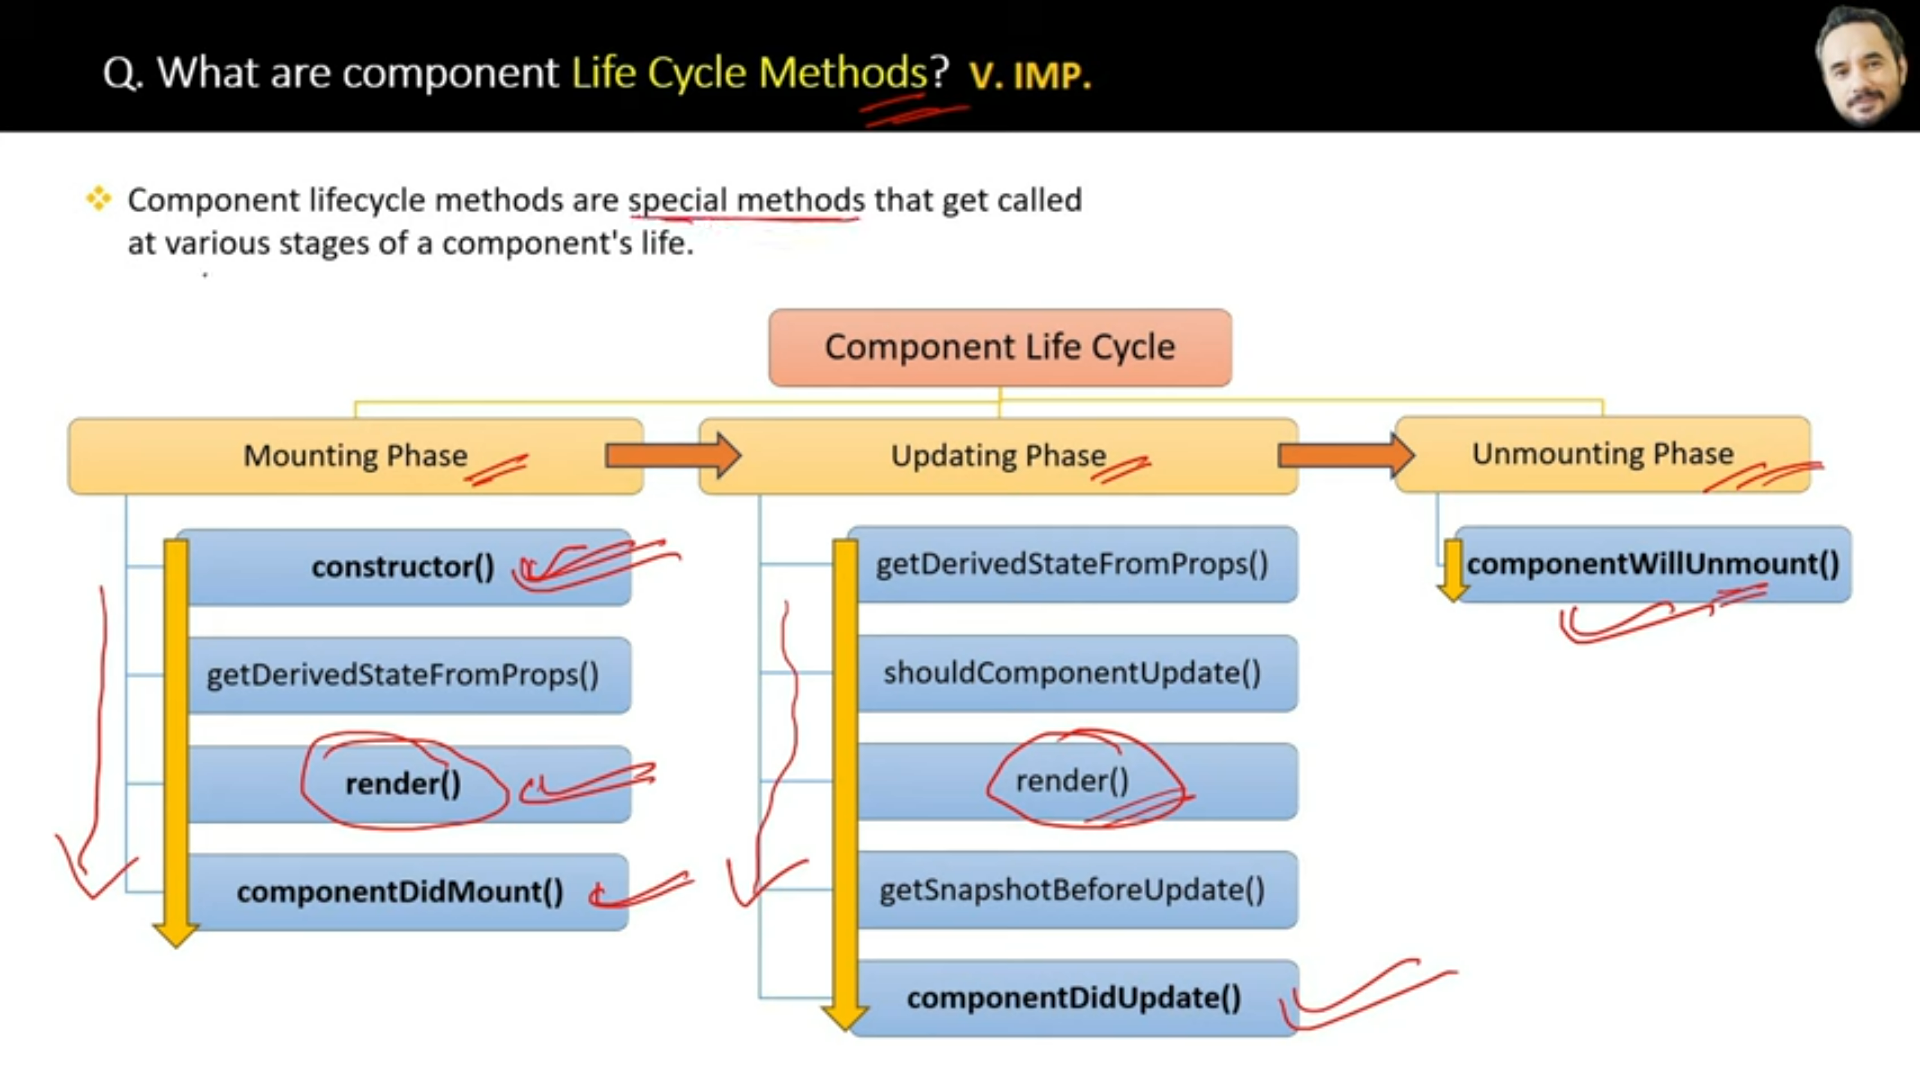 Q. What are component Life Cycle Methods? V. IMP.
Component lifecycle methods are special methods that get called
at various stages of a component's life.
Component Life Cycle
Mounting Phase
constructor()
getDerivedStateFromProps()
render()
componentDidMount()
Updating Phase
getDerivedStateFromProps()
shouldComponentUpdate()
render()
getSnapshotBeforeUpdate()
componentDidUpdate()
Unmounting Phase
componentWillUnmount()